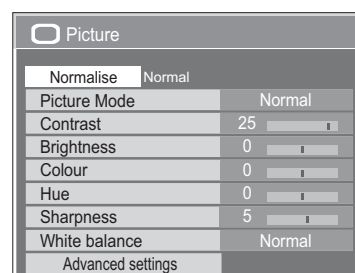 Picture
Normalise Normal
Picture Mode Normal
Contrast 25
Brightness 0
Colour 0
Hue 0
Sharpness 5
White balance Normal
Advanced settings